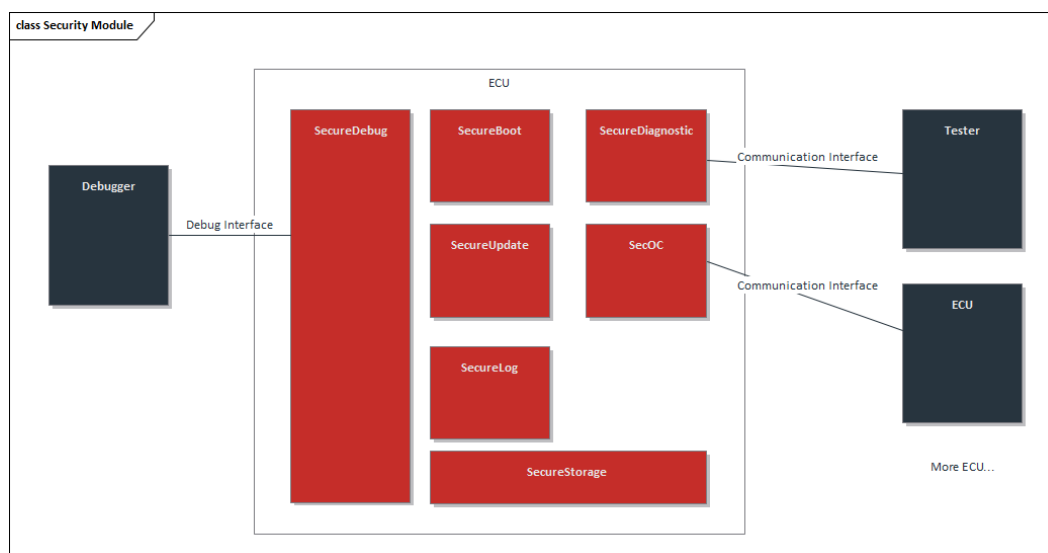 class Security Module
ECU
SecureDebug
SecureBoot
SecureDiagnostic
Tester
Communication Interface
Debugger
Debug Interface
SecureUpdate
SecOC
Communication Interface
ECU
SecureLog
SecureStorage
More ECU...